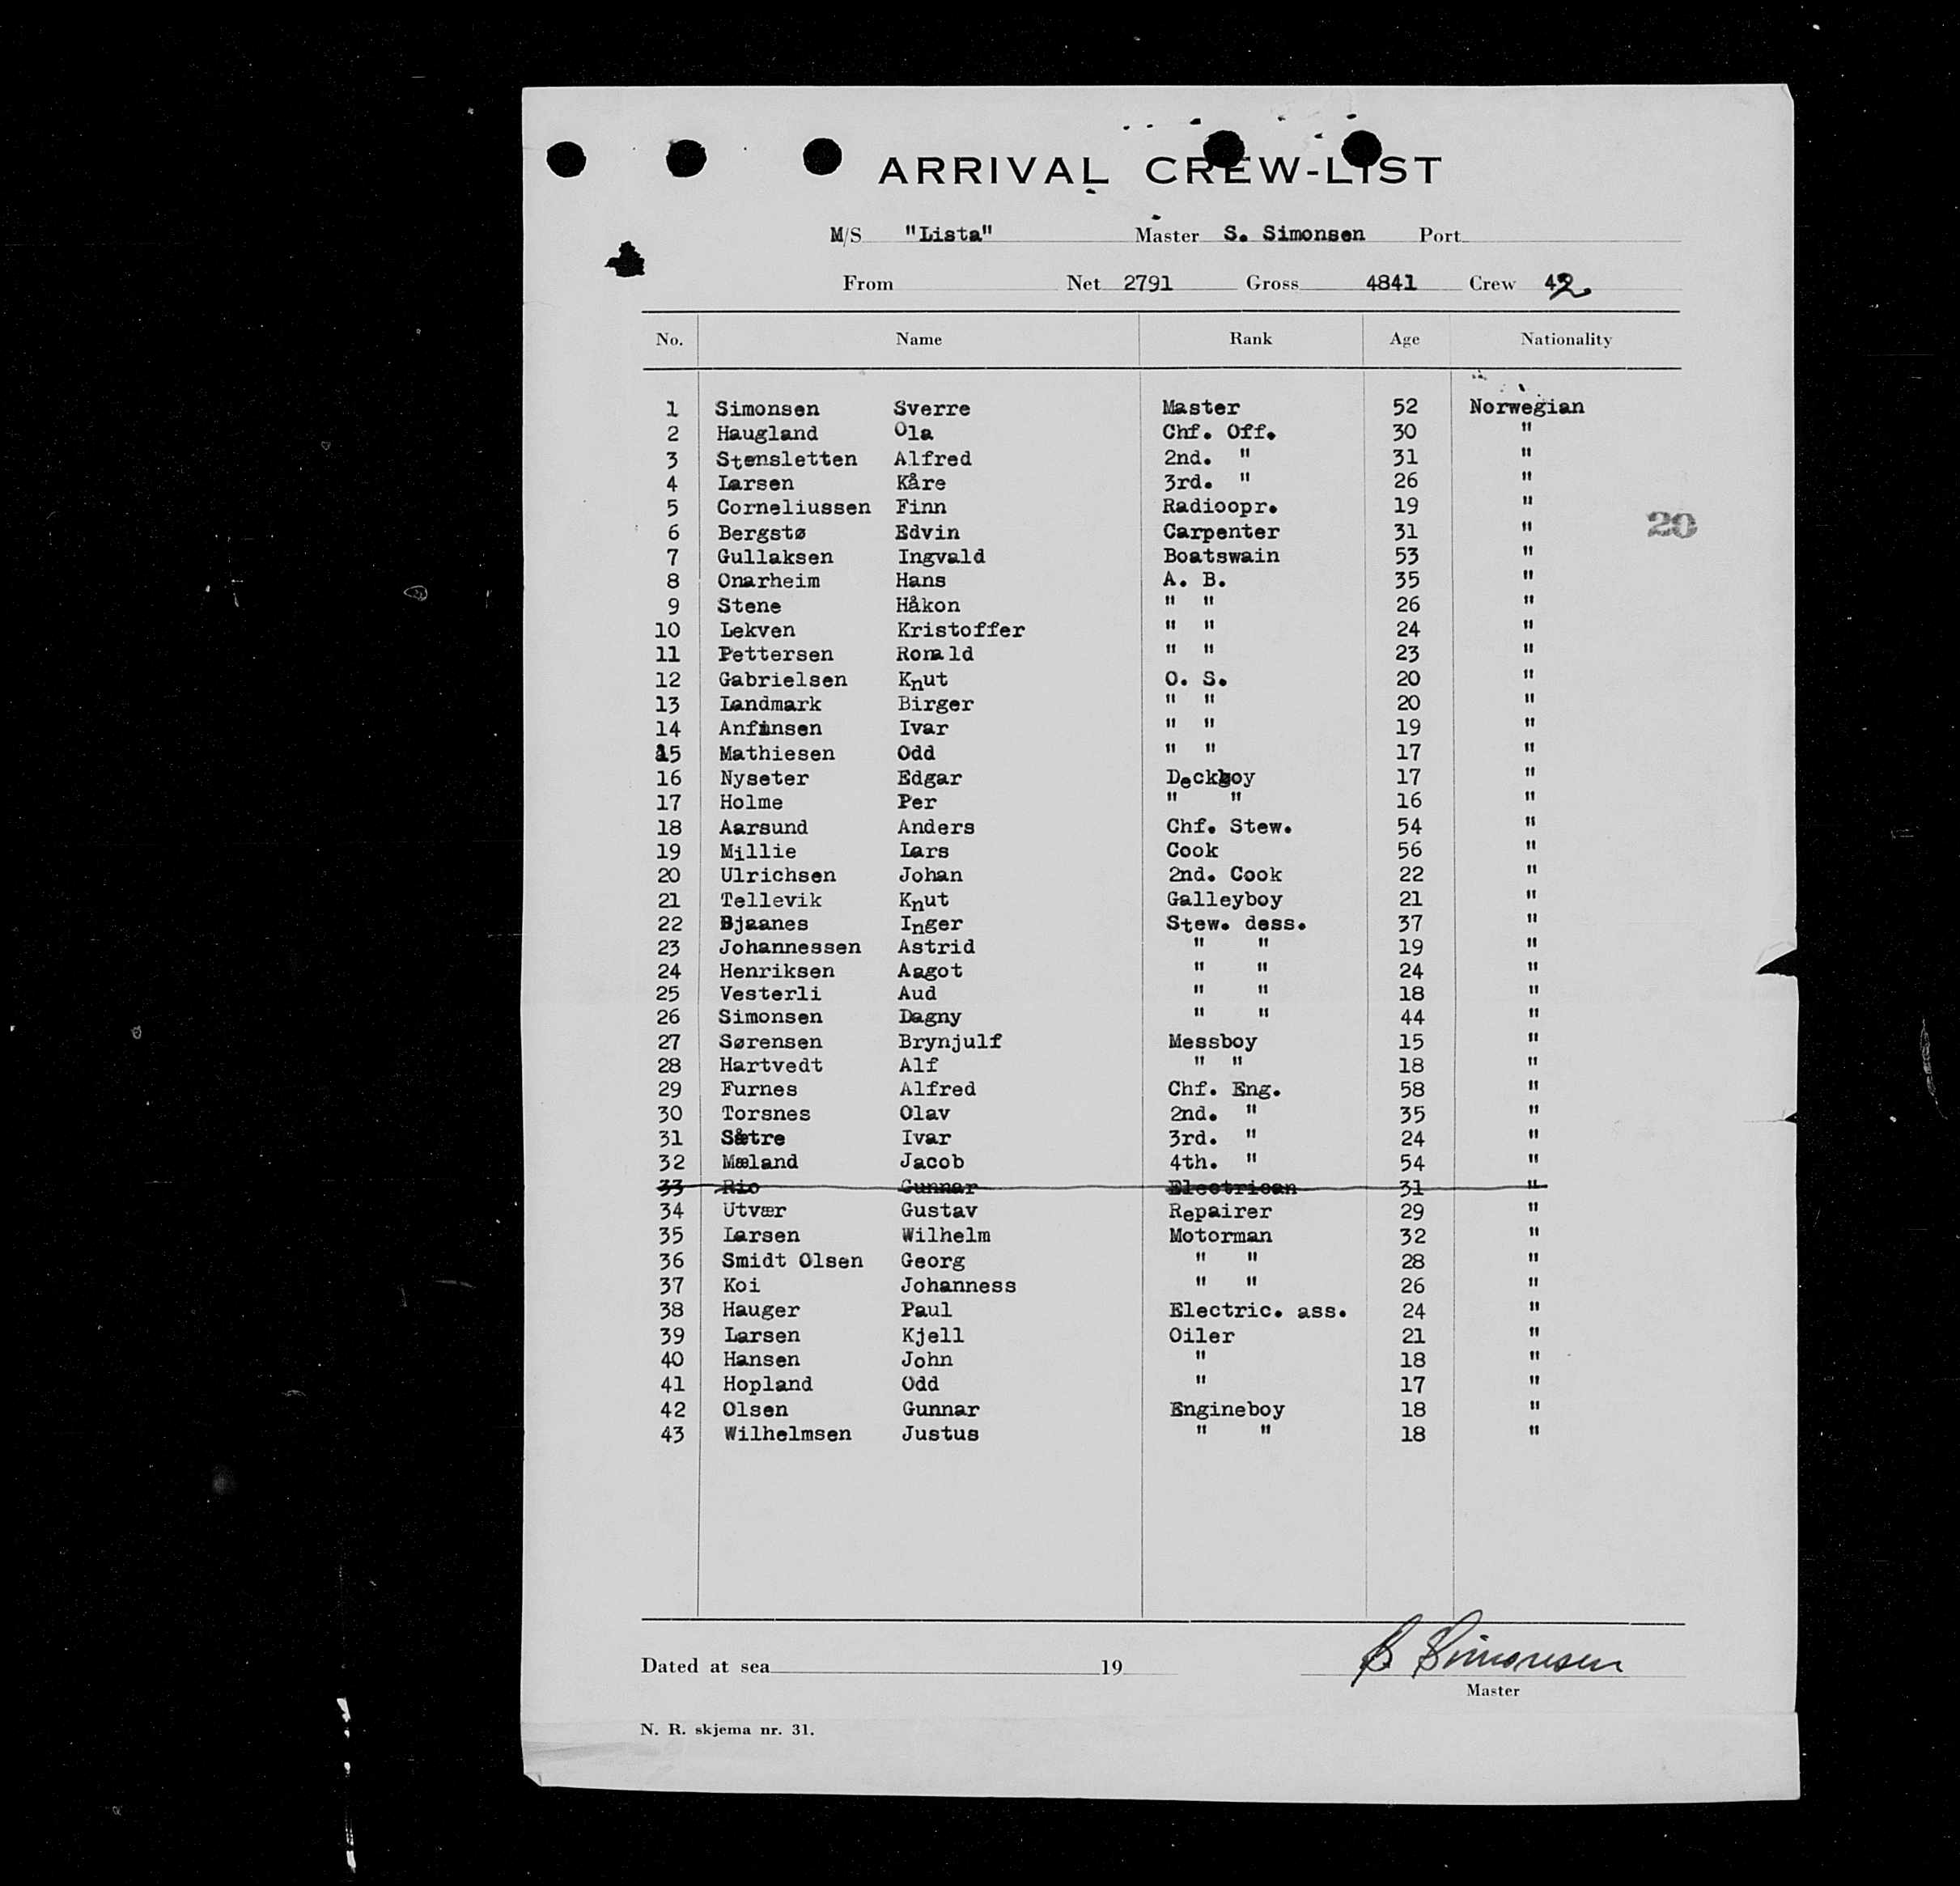 ARRIVAL CREW-LIST
M/S "Lista" Master S. Simonsen Port
From Net 2791 Gross 4841 Crew 42
No. Name Rank Age Nationality
1 Simonsen Sverre Master 52 Norwegian
2 Haugland Ola Chf. Off. 30 "
3 Stensletten Alfred 2nd. " 31 "
4 Larsen Kåre 3rd. " 26 "
5 Corneliussen Finn Radioopr. 19 "
20
6 Bergstø Edvin Carpenter 31 "
7 Gullaksen Ingvald Boatswain 53 "
8 Onarheim Hans A. B. 35 "
9 Stene Håkon " " 26 "
10 Lekven Kristoffer " " 24 "
11 Pettersen Ronald " " 23 "
12 Gabrielsen Knut O. S. 20 "
13 Landmark Birger " " 20 "
14 Anfinsen Ivar " " 19 "
15 Mathiesen Odd " " 17 "
16 Nyseter Edgar Deckboy 17 "
17 Holme Per " " 16 "
18 Aarsund Anders Chf. Stew. 54 "
19 Millie Lars Cook 56 "
20 Ulrichsen Johan 2nd. Cook 22 "
21 Tellevik Knut Galleyboy 21 "
22 Bjaanes Inger Stew. dess. 37 "
23 Johannessen Astrid " " 19 "
24 Henriksen Aagot " " 24 "
25 Vesterli Aud " " 18 "
26 Simonsen Dagny " " 44 "
27 Sørensen Brynjulf Messboy 15 "
28 Hartvedt Alf " " 18 "
29 Furnes Alfred Chf. Eng. 58 "
30 Torsnes Olav 2nd. " 35 "
31 Sætre Ivar 3rd. " 24 "
32 Mæland Jacob 4th. " 54 "
33 Rio Gunnar Electrican 31 "
34 Utvær Gustav Repairer 29 "
35 Larsen Wilhelm Motorman 32 "
36 Smidt Olsen Georg " " 28 "
37 Koi Johanness " " 26 "
38 Hauger Paul Electric. ass. 24 "
39 Larsen Kjell Oiler 21 "
40 Hansen John " 18 "
41 Hopland Odd " 17 "
42 Olsen Gunnar Engineboy 18 "
43 Wilhelmsen Justus " " 18 "
S Simonsen
Dated at sea 19
Master
N. R. skjema nr. 31.